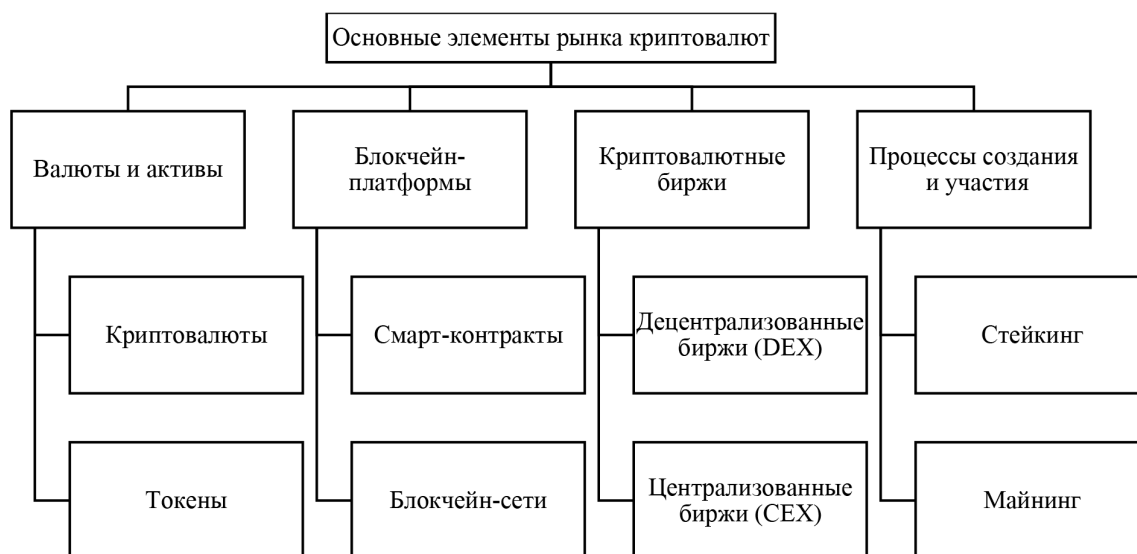 Основные элементы рынка криптовалют
Валюты и активы
Блокчейн-
платформы
Криптовалютные
биржи
Процессы создания
и участия
Криптовалюты
Смарт-контракты
Децентрализованные
биржи (DEX)
Стейкинг
Токены
Блокчейн-сети
Централизованные
биржи (CEX)
Майнинг